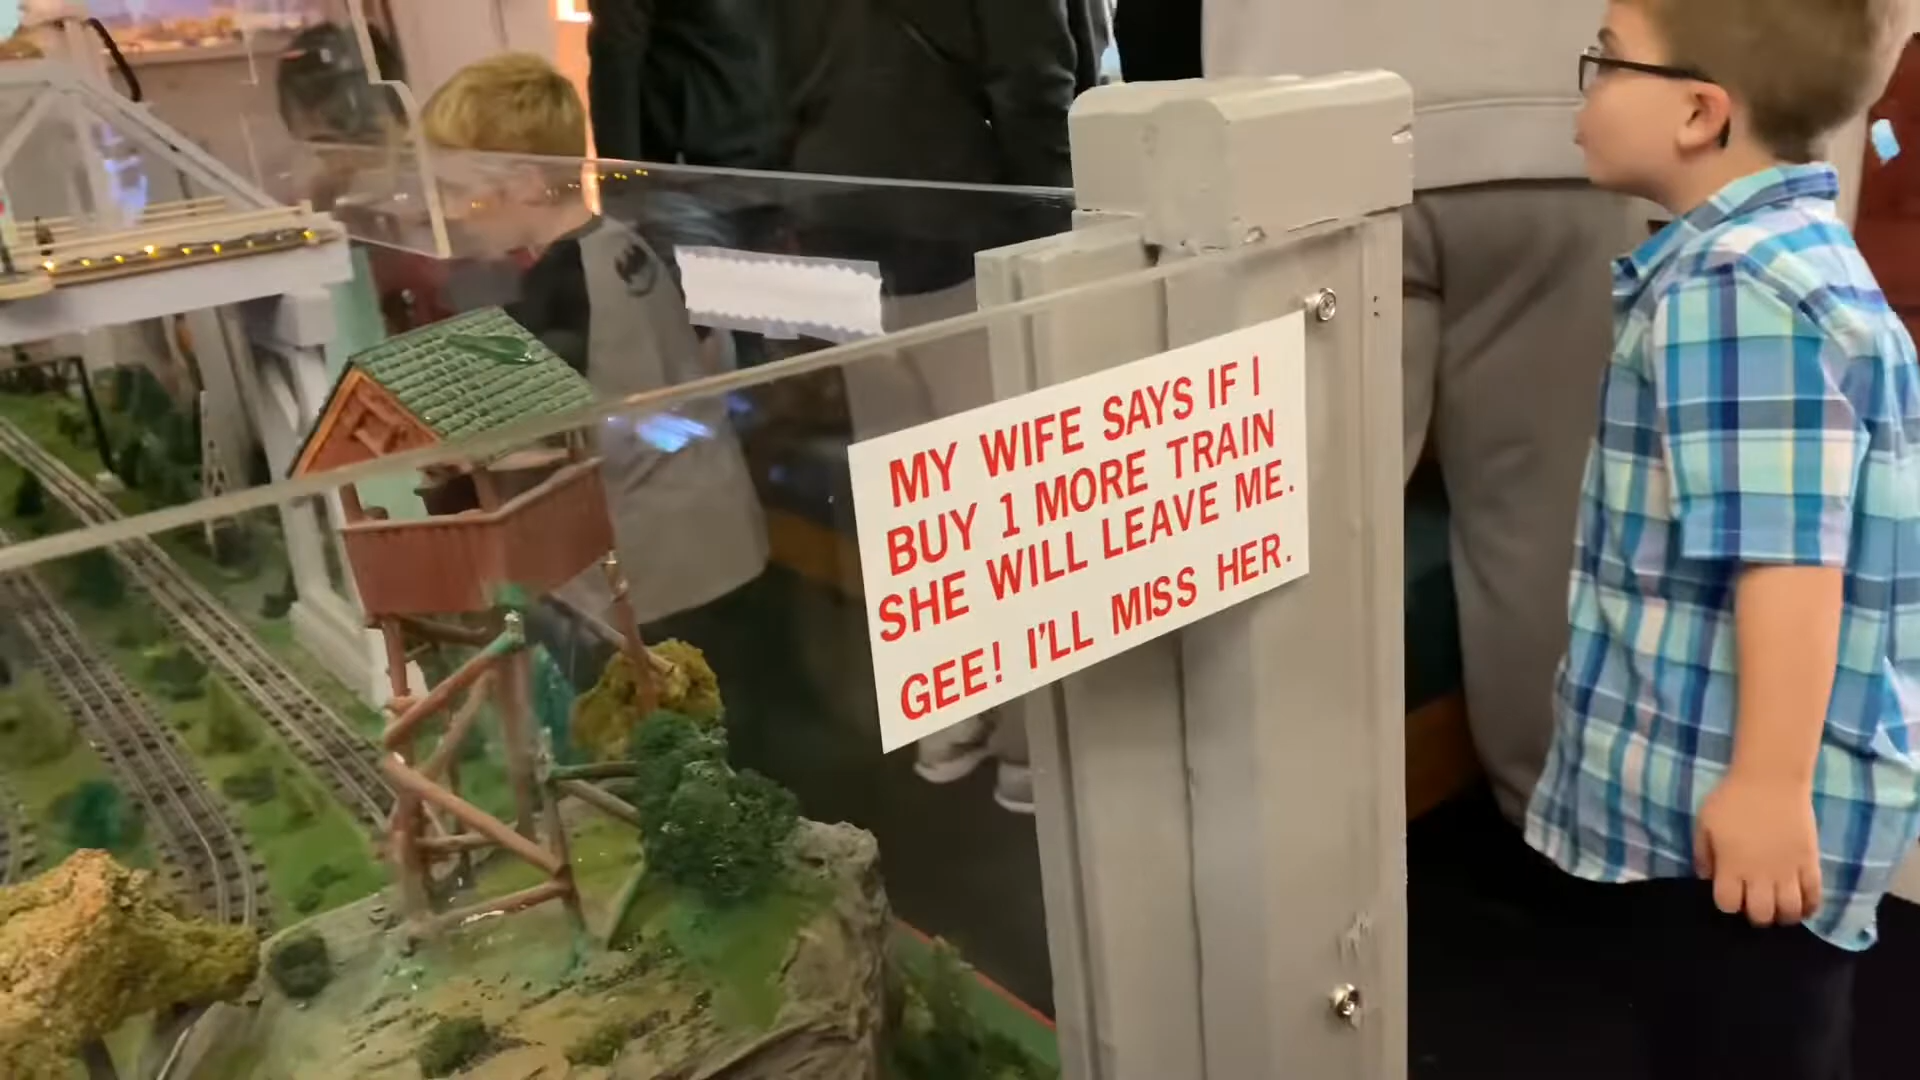 MY WIFE SAYS IF I
BUY 1 MORE TRAIN
SHE WILL LEAVE ME.
GEE! I'LL MISS HER.